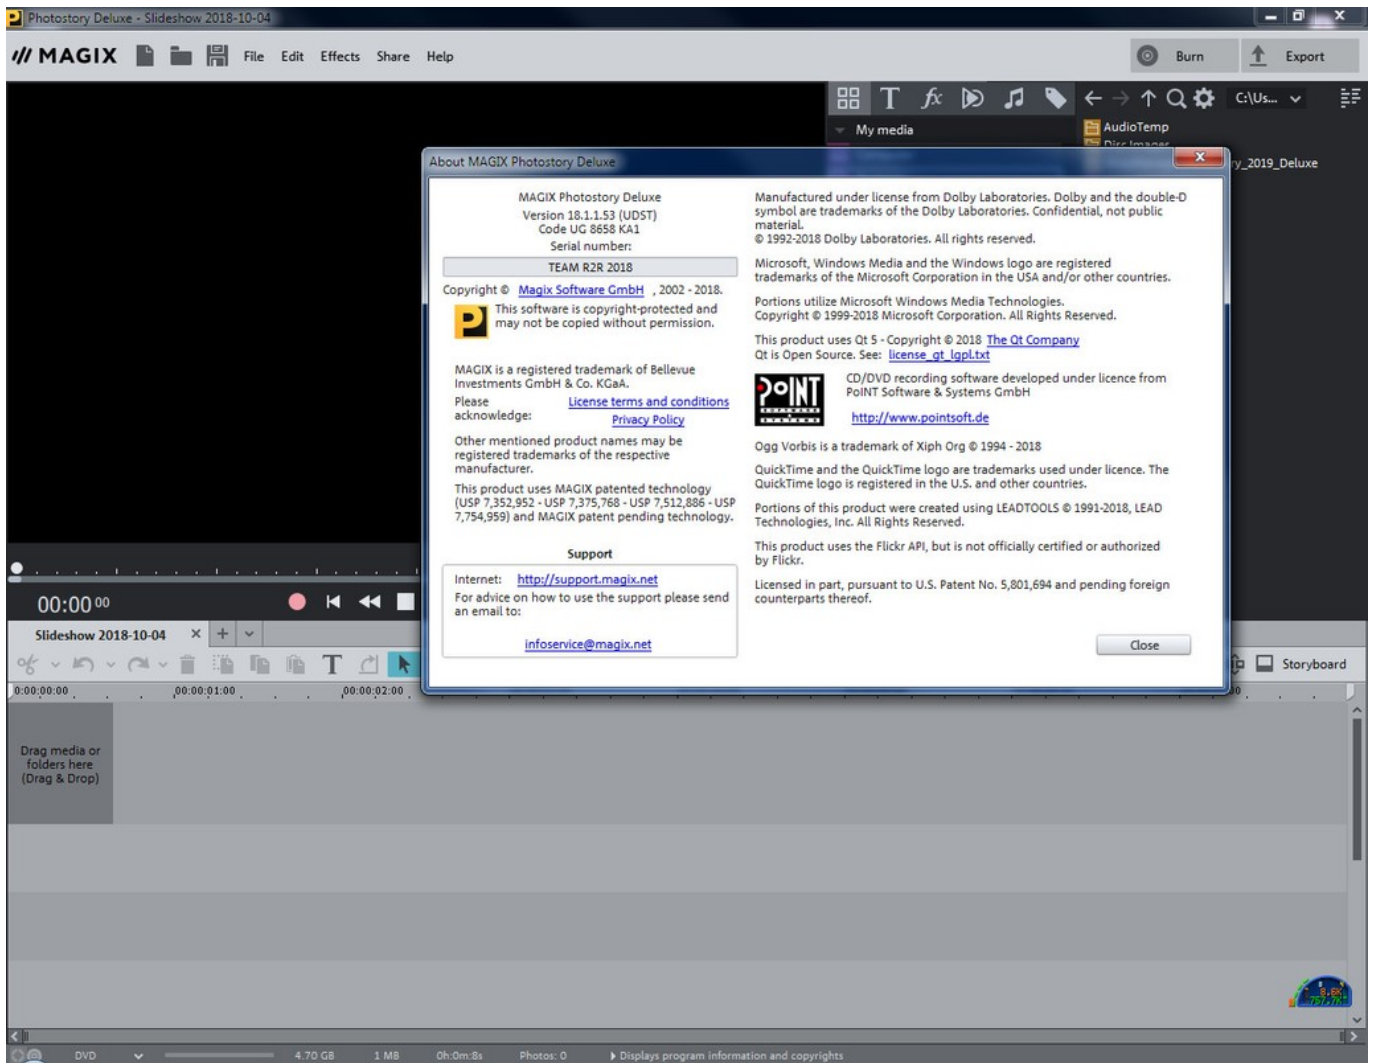 Photostory Deluxe - Slideshow 2018-10-04
MAGIX File Edit Effects Share Help Burn Export
T fx C:\Us...
My media AudioTemp
Disc Images
ry_2019_Deluxe
About MAGIX Photostory Deluxe
MAGIX Photostory Deluxe
Version 18.1.1.53 (UDST)
Code UG 8658 KA1
Serial number:
TEAM R2R 2018
Copyright © Magix Software GmbH , 2002 - 2018.
This software is copyright-protected and
may not be copied without permission.
MAGIX is a registered trademark of Bellevue
Investments GmbH & Co. KGaA.
Please License terms and conditions
acknowledge: Privacy Policy
Other mentioned product names may be
registered trademarks of the respective
manufacturer.
This product uses MAGIX patented technology
(USP 7,352,952 - USP 7,375,768 - USP 7,512,886 - USP
7,754,959) and MAGIX patent pending technology.
Support
Internet: http://support.magix.net
For advice on how to use the support please send
an email to:
infoservice@magix.net
Manufactured under license from Dolby Laboratories. Dolby and the double-D
symbol are trademarks of the Dolby Laboratories. Confidential, not public
material.
© 1992-2018 Dolby Laboratories. All rights reserved.
Microsoft, Windows Media and the Windows logo are registered
trademarks of the Microsoft Corporation in the USA and/or other countries.
Portions utilize Microsoft Windows Media Technologies.
Copyright © 1999-2018 Microsoft Corporation. All Rights Reserved.
This product uses Qt 5 - Copyright © 2018 The Qt Company
Qt is Open Source. See: license_qt_lgpl.txt
PoINT
SOFTWARE
SYSTEMS
CD/DVD recording software developed under licence from
PoINT Software & Systems GmbH
http://www.pointsoft.de
Ogg Vorbis is a trademark of Xiph Org © 1994 - 2018
QuickTime and the QuickTime logo are trademarks used under licence. The
QuickTime logo is registered in the U.S. and other countries.
Portions of this product were created using LEADTOOLS © 1991-2018, LEAD
Technologies, Inc. All Rights Reserved.
This product uses the Flickr API, but is not officially certified or authorized
by Flickr.
Licensed in part, pursuant to U.S. Patent No. 5,801,694 and pending foreign
counterparts thereof.
Close
00:00 00
Slideshow 2018-10-04
T Storyboard
0:00:00:00 00:00:01:00 00:00:02:00
Drag media or
folders here
(Drag & Drop)
DVD 4.70 GB 1 MB 0h:0m:8s Photos: 0 Displays program information and copyrights